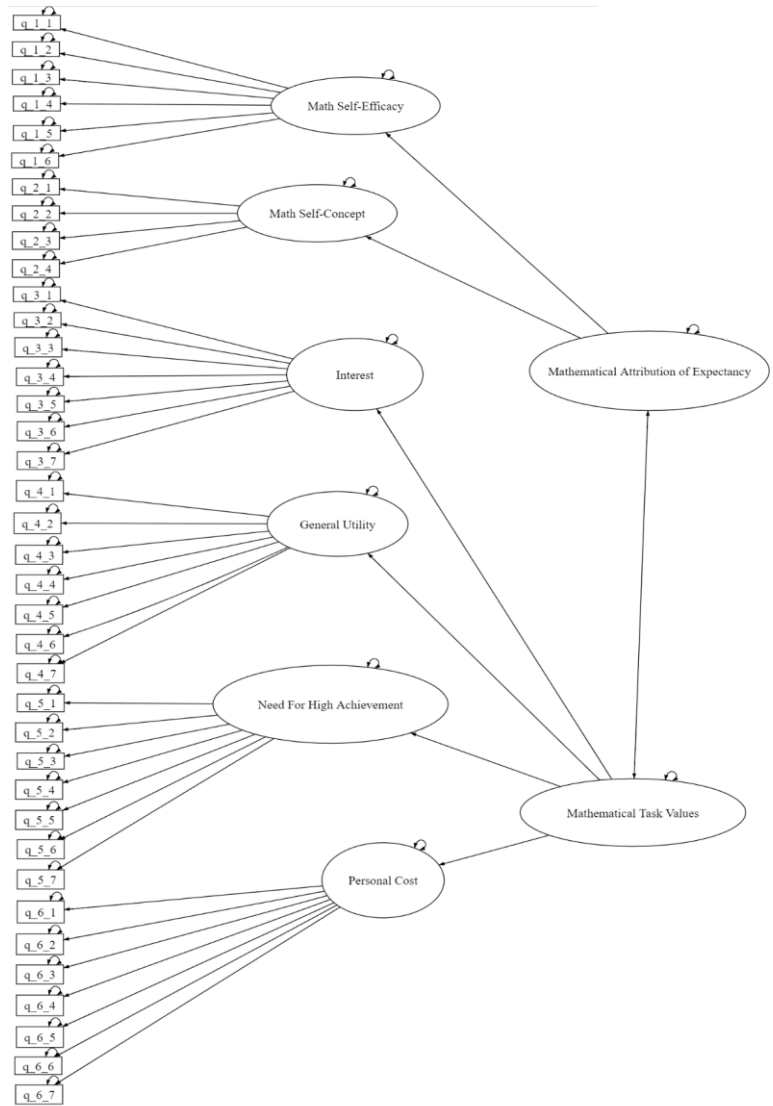 q_1_1
q_1_2
q_1_3
q_1_4
q_1_5
q_1_6
Math Self-Efficacy
q_2_1
q_2_2
q_2_3
q_2_4
Math Self-Concept
q_3_1
q_3_2
q_3_3
q_3_4
q_3_5
q_3_6
q_3_7
Interest
Mathematical Attribution of Expectancy
q_4_1
q_4_2
q_4_3
q_4_4
q_4_5
q_4_6
q_4_7
General Utility
q_5_1
q_5_2
q_5_3
q_5_4
q_5_5
q_5_6
q_5_7
Need For High Achievement
Mathematical Task Values
q_6_1
q_6_2
q_6_3
q_6_4
q_6_5
q_6_6
q_6_7
Personal Cost